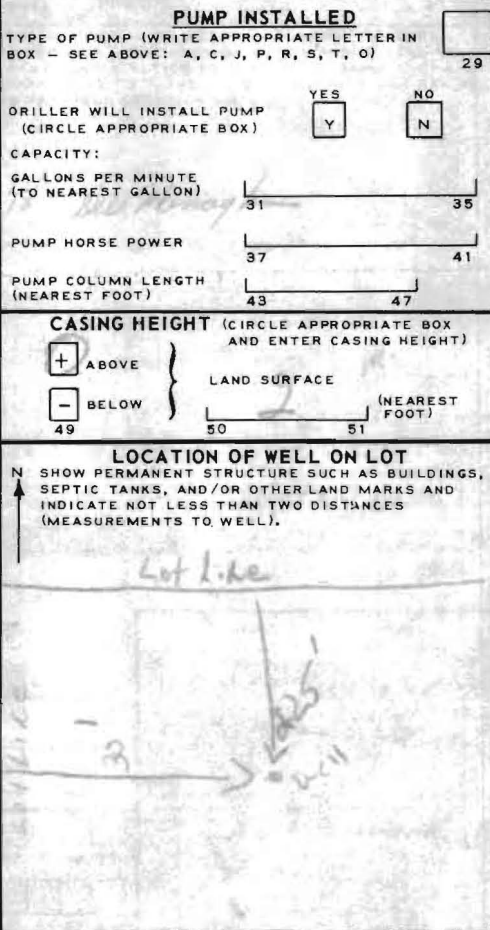 PUMP INSTALLED
TYPE OF PUMP (WRITE APPROPRIATE LETTER IN
BOX – SEE ABOVE: A, C, J, P, R, S, T, O)
29
YES NO
DRILLER WILL INSTALL PUMP
(CIRCLE APPROPRIATE BOX)
Y N
CAPACITY:
GALLONS PER MINUTE
(TO NEAREST GALLON)
31 35
PUMP HORSE POWER
37 41
PUMP COLUMN LENGTH
(NEAREST FOOT)
43 47
CASING HEIGHT (CIRCLE APPROPRIATE BOX
AND ENTER CASING HEIGHT)
+ ABOVE
LAND SURFACE
2
– BELOW
(NEAREST
FOOT)
49 50 51
LOCATION OF WELL ON LOT
N SHOW PERMANENT STRUCTURE SUCH AS BUILDINGS,
SEPTIC TANKS, AND/OR OTHER LAND MARKS AND
INDICATE NOT LESS THAN TWO DISTANCES
(MEASUREMENTS TO WELL).
Lot Line
225'
well